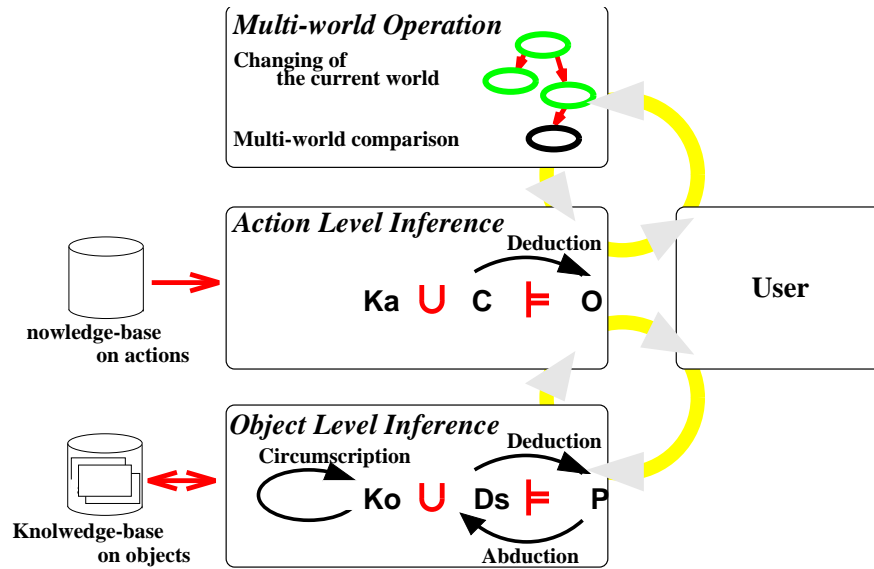 Multi-world Operation
Changing of
the current world
Multi-world comparison
Action Level Inference
Deduction
Ka ∪ C ⊨ O
nowledge-base
on actions
User
Object Level Inference
Deduction
Circumscription
Ko ∪ Ds ⊨ P
Abduction
Knolwedge-base
on objects